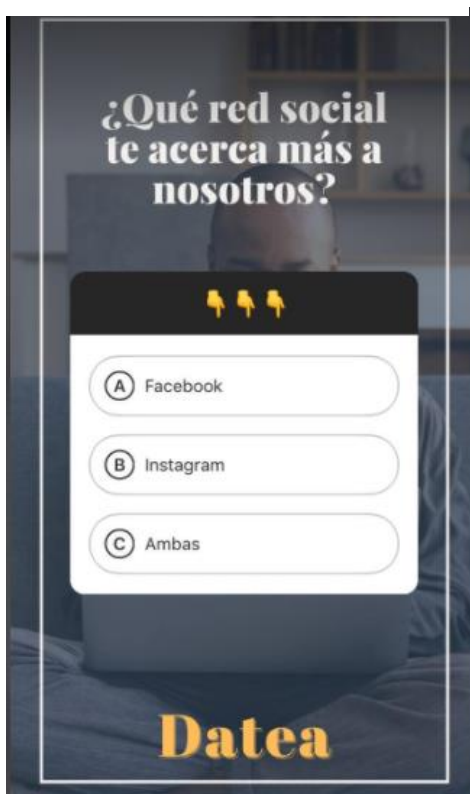 ¿Qué red social
te acerca más a
nosotros?
👇👇👇
A Facebook
B Instagram
C Ambas
Datea